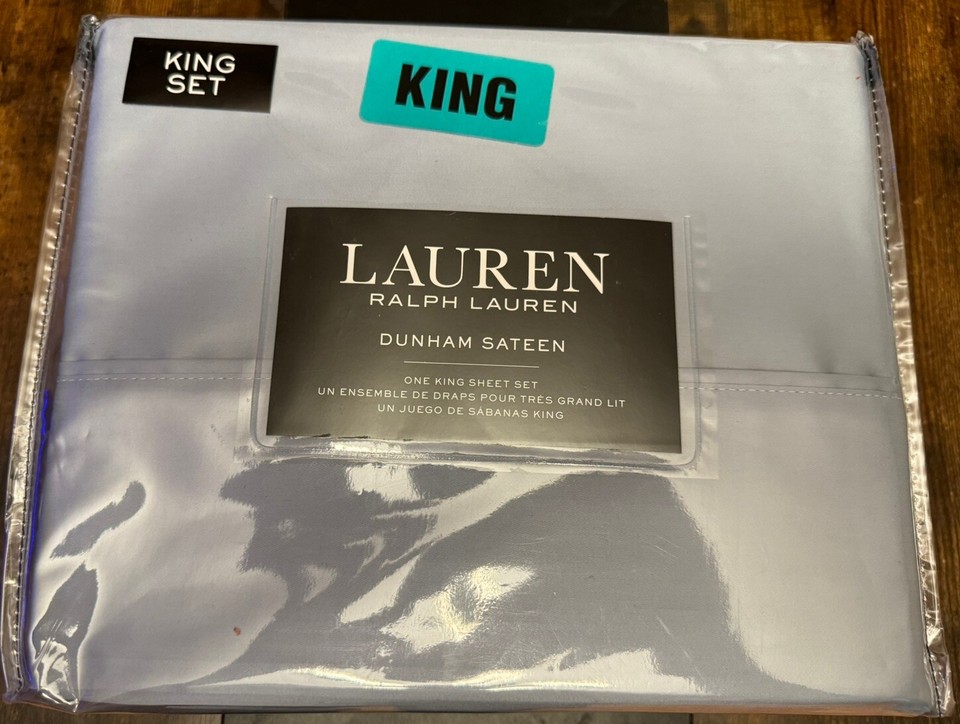 KING
SET
KING
LAUREN
RALPH LAUREN
DUNHAM SATEEN
ONE KING SHEET SET
UN ENSEMBLE DE DRAPS POUR TRÈS GRAND LIT
UN JUEGO DE SÁBANAS KING